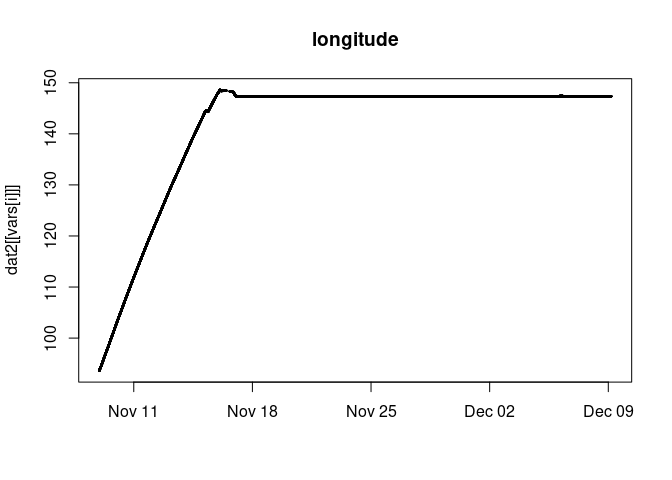 longitude
dat2[[vars[i]]]
150
140
130
120
110
100
Nov 11
Nov 18
Nov 25
Dec 02
Dec 09